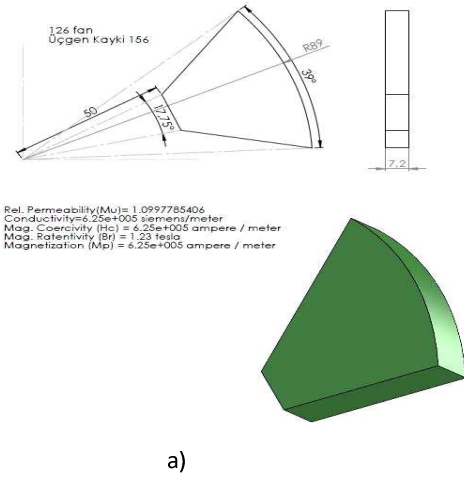 126 fan
Üçgen Kayki 156
R89
39°
50
17,75°
7,2
Rel. Permeability(Mu)= 1.0997785406
Conductivity=6.25e+005 siemens/meter
Mag. Coercivity (Hc) = 6.25e+005 ampere / meter
Mag. Ratentivity (Br) = 1.23 tesla
Magnetization (Mp) = 6.25e+005 ampere / meter
a)